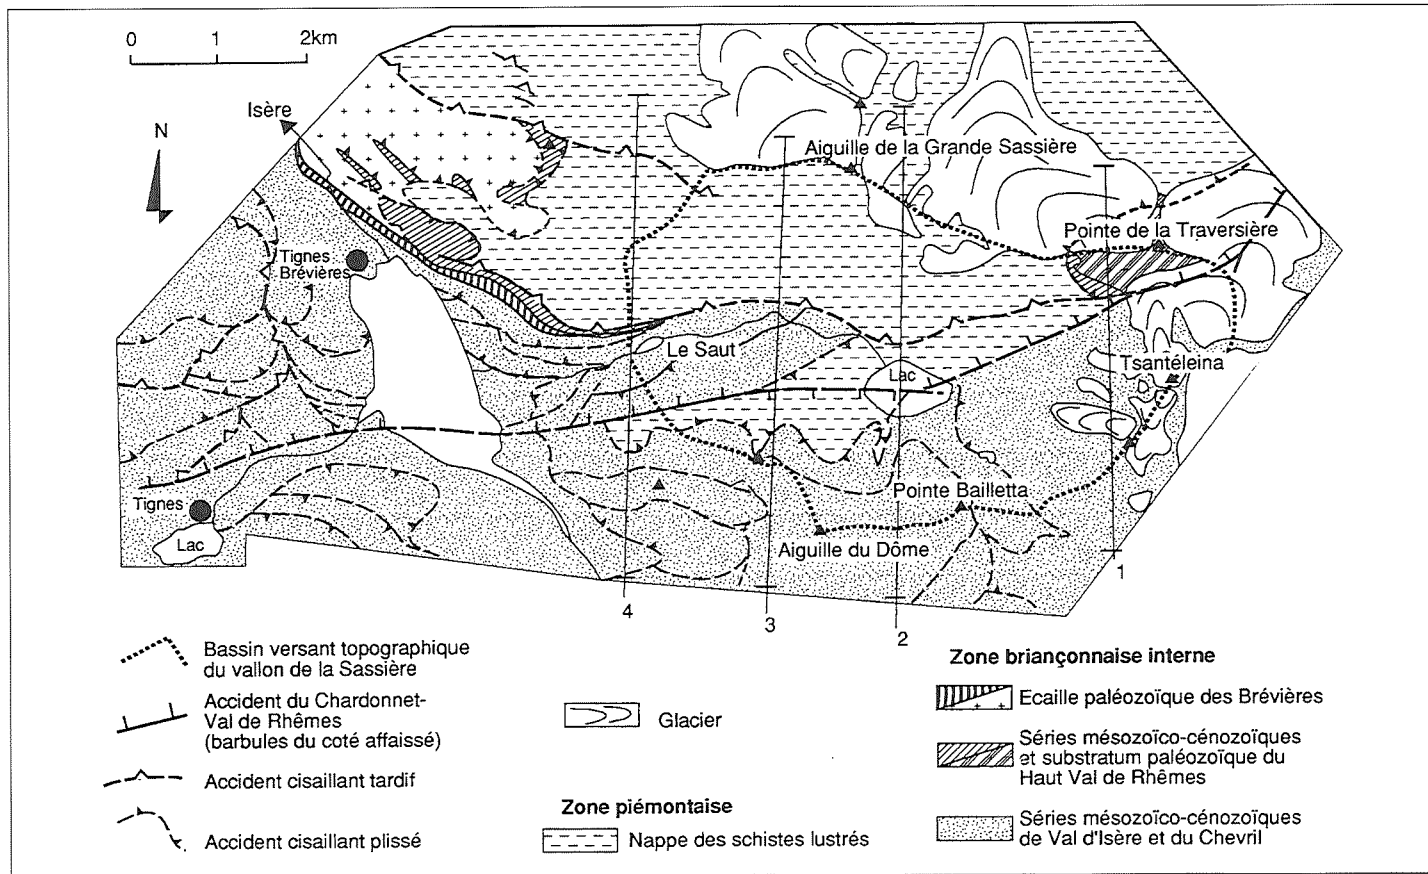 0 1 2km
Isère
N
Aiguille de la Grande Sassière
Pointe de la Traversière
Tignes
Brévières
Le Saut
Lac
Tsantéleina
Pointe Bailletta
Tignes
Lac
Aiguille du Dôme
1
4
3
2
Bassin versant topographique
du vallon de la Sassière
Accident du Chardonnet-
Val de Rhêmes
(barbules du coté affaissé)
Accident cisaillant tardif
Accident cisaillant plissé
Glacier
Zone piémontaise
Nappe des schistes lustrés
Zone briançonnaise interne
Ecaille paléozoïque des Brévières
Séries mésozoïco-cénozoïques
et substratum paléozoïque du
Haut Val de Rhêmes
Séries mésozoïco-cénozoïques
de Val d'Isère et du Chevril